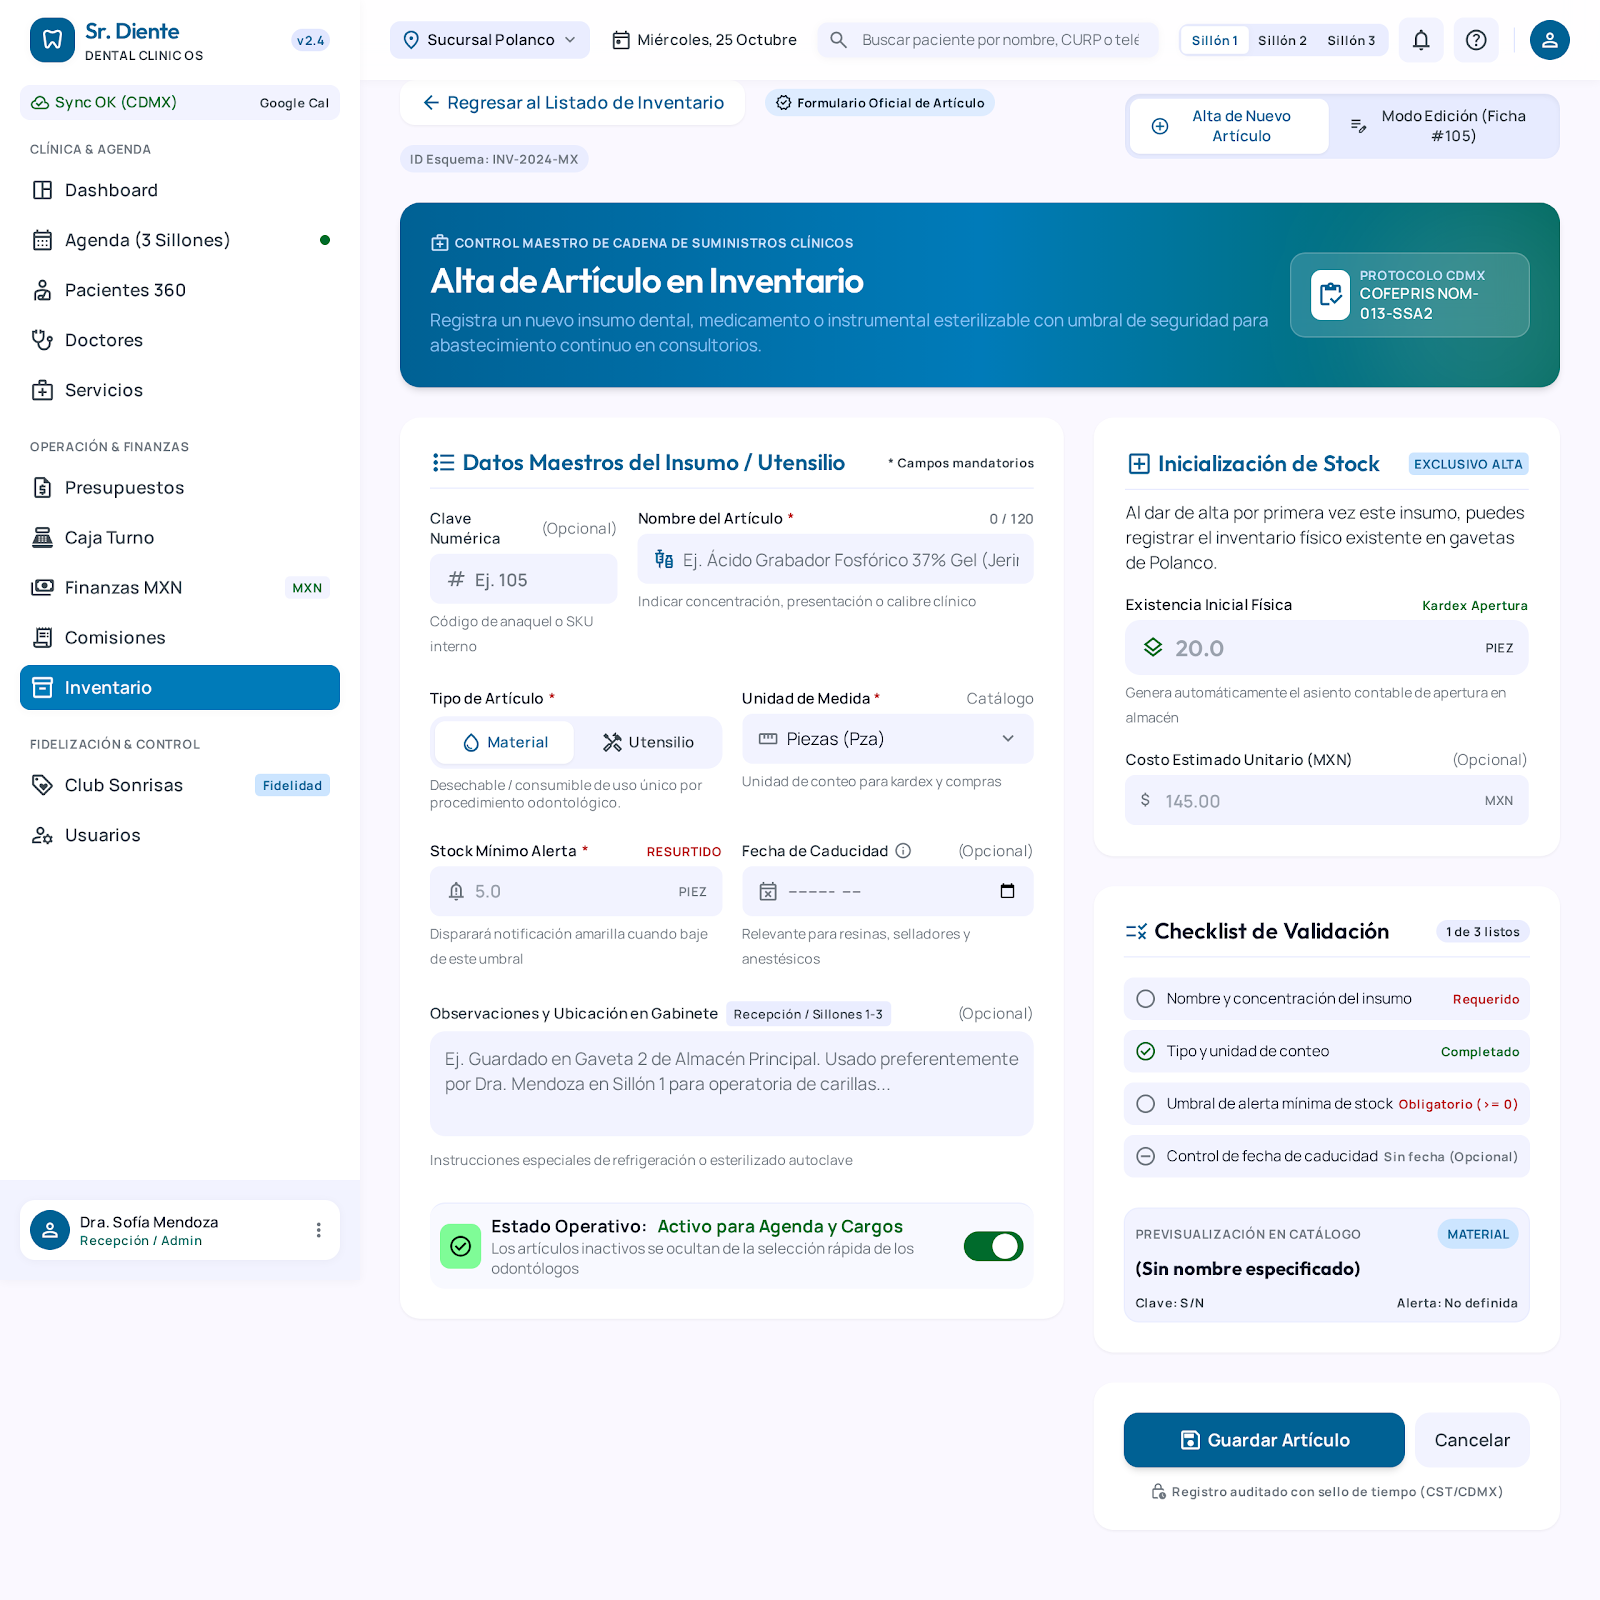 Sr. Diente
DENTAL CLINIC OS
v2.4
Sync OK (CDMX)
Google Cal
CLÍNICA & AGENDA
Dashboard
Agenda (3 Sillones)
Pacientes 360
Doctores
Servicios
OPERACIÓN & FINANZAS
Presupuestos
Caja Turno
Finanzas MXN
MXN
Comisiones
Inventario
FIDELIZACIÓN & CONTROL
Club Sonrisas
Fidelidad
Usuarios
Dra. Sofía Mendoza
Recepción / Admin
Sucursal Polanco
Miércoles, 25 Octubre
Buscar paciente por nombre, CURP o telé
Sillón 1
Sillón 2
Sillón 3
Regresar al Listado de Inventario
Formulario Oficial de Artículo
ID Esquema: INV-2024-MX
Alta de Nuevo
Artículo
Modo Edición (Ficha
#105)
CONTROL MAESTRO DE CADENA DE SUMINISTROS CLÍNICOS
Alta de Artículo en Inventario
Registra un nuevo insumo dental, medicamento o instrumental esterilizable con umbral de seguridad para
abastecimiento continuo en consultorios.
PROTOCOLO CDMX
COFEPRIS NOM-
013-SSA2
Datos Maestros del Insumo / Utensilio
* Campos mandatorios
Clave
Numérica
(Opcional)
# Ej. 105
Código de anaquel o SKU
interno
Nombre del Artículo *
0 / 120
Ej. Ácido Grabador Fosfórico 37% Gel (Jerin
Indicar concentración, presentación o calibre clínico
Tipo de Artículo *
Material
Utensilio
Desechable / consumible de uso único por
procedimiento odontológico.
Unidad de Medida *
Catálogo
Piezas (Pza)
Unidad de conteo para kardex y compras
Stock Mínimo Alerta *
RESURTIDO
5.0
PIEZ
Disparará notificación amarilla cuando baje
de este umbral
Fecha de Caducidad
(Opcional)
----- --
Relevante para resinas, selladores y
anestésicos
Observaciones y Ubicación en Gabinete
Recepción / Sillones 1-3
(Opcional)
Ej. Guardado en Gaveta 2 de Almacén Principal. Usado preferentemente
por Dra. Mendoza en Sillón 1 para operatoria de carillas...
Instrucciones especiales de refrigeración o esterilizado autoclave
Estado Operativo: Activo para Agenda y Cargos
Los artículos inactivos se ocultan de la selección rápida de los
odontólogos
Inicialización de Stock
EXCLUSIVO ALTA
Al dar de alta por primera vez este insumo, puedes
registrar el inventario físico existente en gavetas
de Polanco.
Existencia Inicial Física
Kardex Apertura
20.0
PIEZ
Genera automáticamente el asiento contable de apertura en
almacén
Costo Estimado Unitario (MXN)
(Opcional)
$ 145.00
MXN
Checklist de Validación
1 de 3 listos
Nombre y concentración del insumo
Requerido
Tipo y unidad de conteo
Completado
Umbral de alerta mínima de stock
Obligatorio (>= 0)
Control de fecha de caducidad
Sin fecha (Opcional)
PREVISUALIZACIÓN EN CATÁLOGO
MATERIAL
(Sin nombre especificado)
Clave: S/N
Alerta: No definida
Guardar Artículo
Cancelar
Registro auditado con sello de tiempo (CST/CDMX)